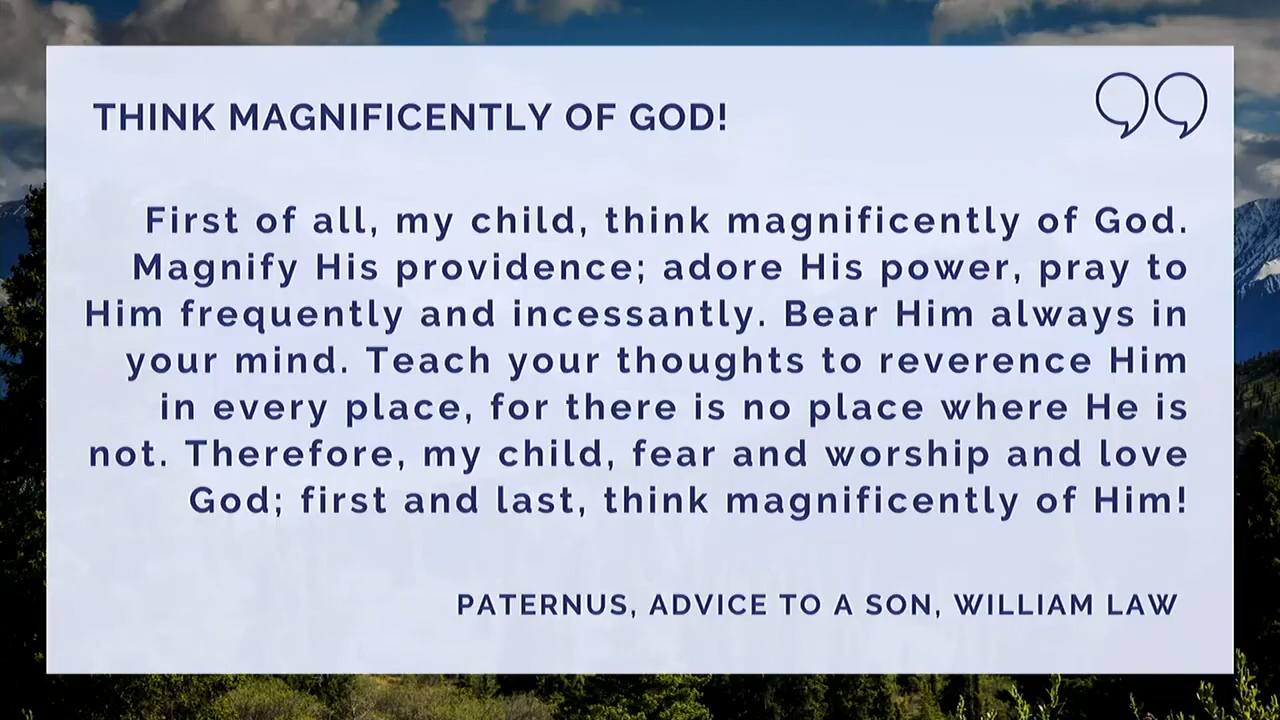 THINK MAGNIFICENTLY OF GOD!
First of all, my child, think magnificently of God.
Magnify His providence; adore His power, pray to
Him frequently and incessantly. Bear Him always in
your mind. Teach your thoughts to reverence Him
in every place, for there is no place where He is
not. Therefore, my child, fear and worship and love
God; first and last, think magnificently of Him!
PATERNUS, ADVICE TO A SON, WILLIAM LAW